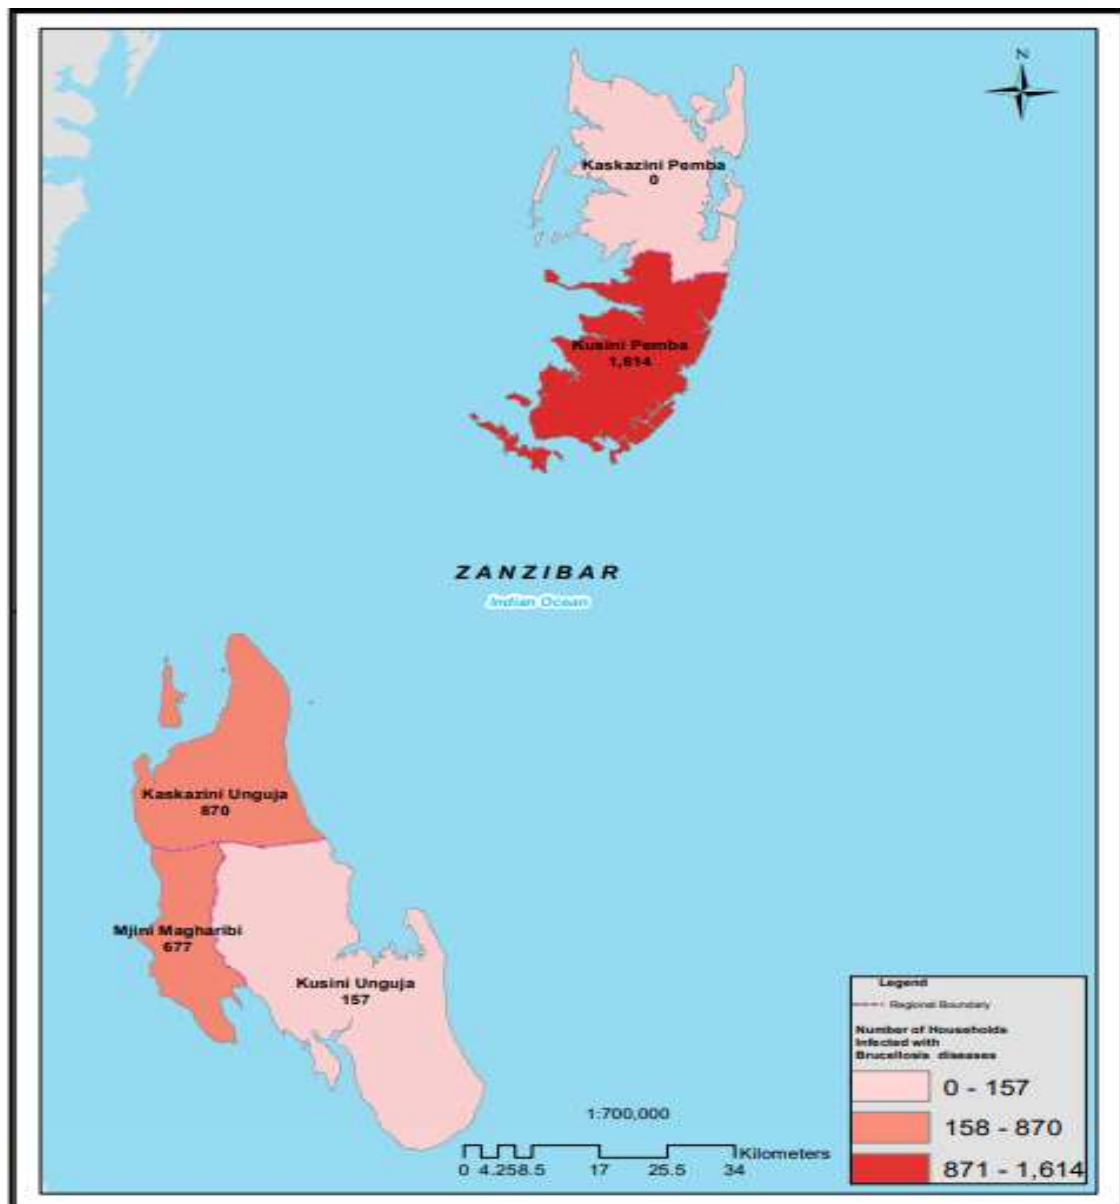 N
Kaskazini Pemba
0
Kusini Pemba
1,614
ZANZIBAR
Indian Ocean
Kaskazini Unguja
870
Mjini Magharibi
677
Kusini Unguja
157
1:700,000
Kilometers
0 4.25 8.5 17 25.5 34
Legend
Regional Boundary
Number of Households
Infected with
Brucellosis diseases
0 - 157
158 - 870
871 - 1,614